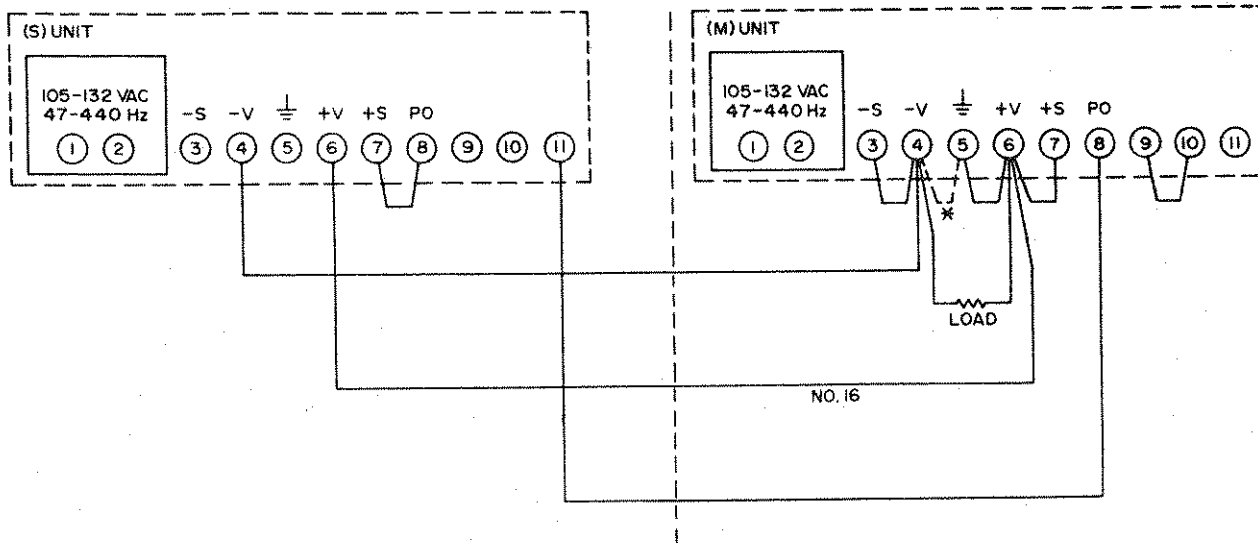 (S) UNIT
105-132 VAC
47-440 Hz
1 2
-S -V +V +S PO
3 4 5 6 7 8 9 10 11
(M) UNIT
105-132 VAC
47-440 Hz
1 2
-S -V +V +S PO
3 4 5 6 7 8 9 10 11
*
LOAD
NO. 16